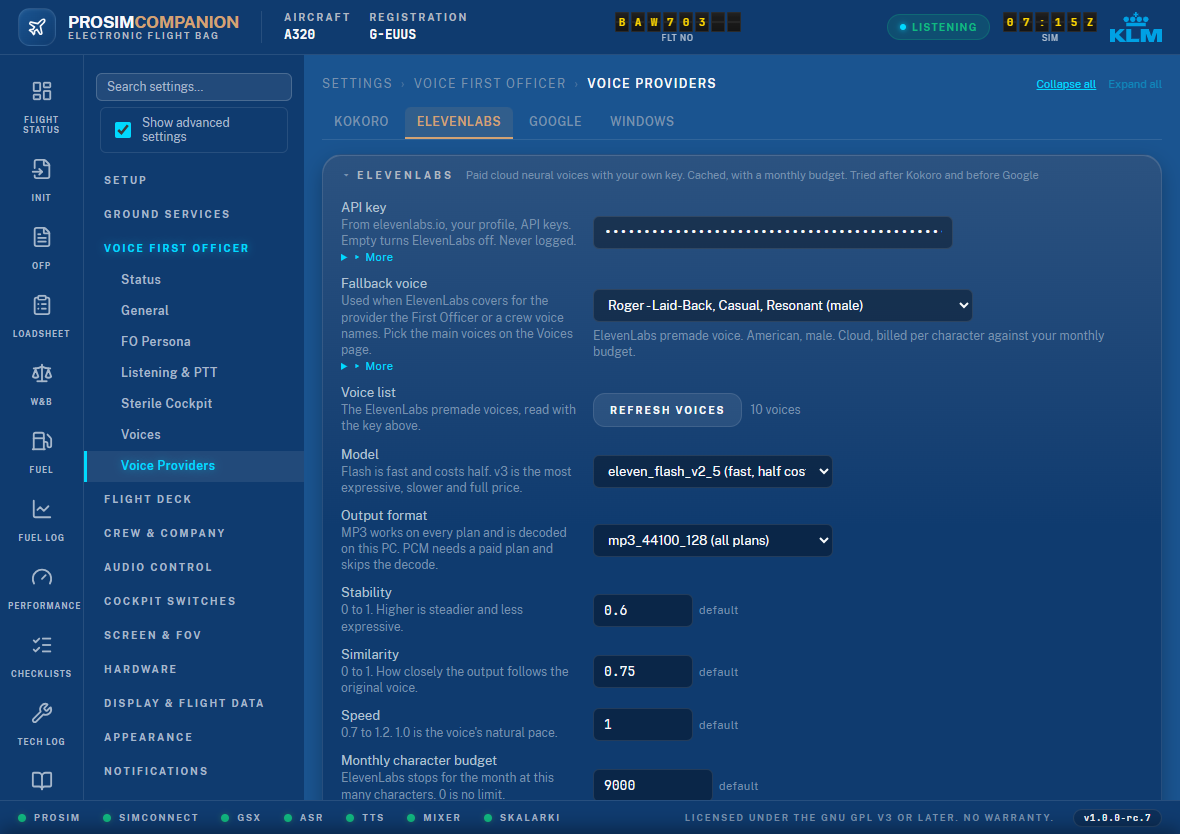 PROSIMCOMPANION
ELECTRONIC FLIGHT BAG
AIRCRAFT
A320
REGISTRATION
G-EUUS
BAW703
FLT NO
LISTENING
07:15Z
SIM
KLM
FLIGHT
STATUS
INIT
OFP
LOADSHEET
W&B
FUEL
FUEL LOG
PERFORMANCE
CHECKLISTS
TECH LOG
Search settings...
Show advanced
settings
SETUP
GROUND SERVICES
VOICE FIRST OFFICER
Status
General
FO Persona
Listening & PTT
Sterile Cockpit
Voices
Voice Providers
FLIGHT DECK
CREW & COMPANY
AUDIO CONTROL
COCKPIT SWITCHES
SCREEN & FOV
HARDWARE
DISPLAY & FLIGHT DATA
APPEARANCE
NOTIFICATIONS
SETTINGS › VOICE FIRST OFFICER › VOICE PROVIDERS
Collapse all
Expand all
KOKORO
ELEVENLABS
GOOGLE
WINDOWS
ELEVENLABS Paid cloud neural voices with your own key. Cached, with a monthly budget. Tried after Kokoro and before Google
API key
From elevenlabs.io, your profile, API keys.
Empty turns ElevenLabs off. Never logged.
More
Fallback voice
Used when ElevenLabs covers for the
provider the First Officer or a crew voice
names. Pick the main voices on the Voices
page.
More
Roger - Laid-Back, Casual, Resonant (male)
ElevenLabs premade voice. American, male. Cloud, billed per character against your monthly
budget.
Voice list
The ElevenLabs premade voices, read with
the key above.
REFRESH VOICES
10 voices
Model
Flash is fast and costs half. v3 is the most
expressive, slower and full price.
eleven_flash_v2_5 (fast, half cos
Output format
MP3 works on every plan and is decoded
on this PC. PCM needs a paid plan and
skips the decode.
mp3_44100_128 (all plans)
Stability
0 to 1. Higher is steadier and less
expressive.
0.6
default
Similarity
0 to 1. How closely the output follows the
original voice.
0.75
default
Speed
0.7 to 1.2. 1.0 is the voice's natural pace.
1
default
Monthly character budget
ElevenLabs stops for the month at this
many characters. 0 is no limit.
9000
default
PROSIM
SIMCONNECT
GSX
ASR
TTS
MIXER
SKALARKI
LICENSED UNDER THE GNU GPL V3 OR LATER. NO WARRANTY.
v1.0.0-rc.7